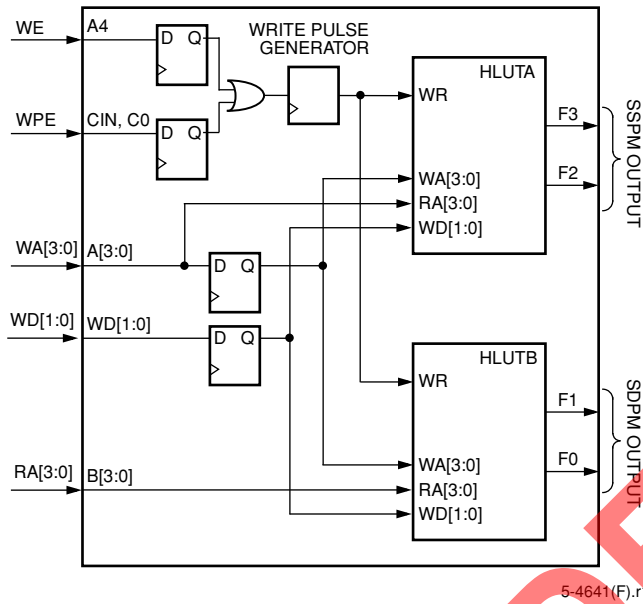 WE
A4
D Q
WRITE PULSE
GENERATOR
HLUTA
WR
F3
SSPM OUTPUT
WPE
CIN, C0
D Q
F2
WA[3:0]
RA[3:0]
WD[1:0]
WA[3:0]
A[3:0]
D Q
WD[1:0]
WD[1:0]
D Q
HLUTB
WR
F1
SDPM OUTPUT
F0
WA[3:0]
RA[3:0]
WD[1:0]
RA[3:0]
B[3:0]
5-4641(F).r